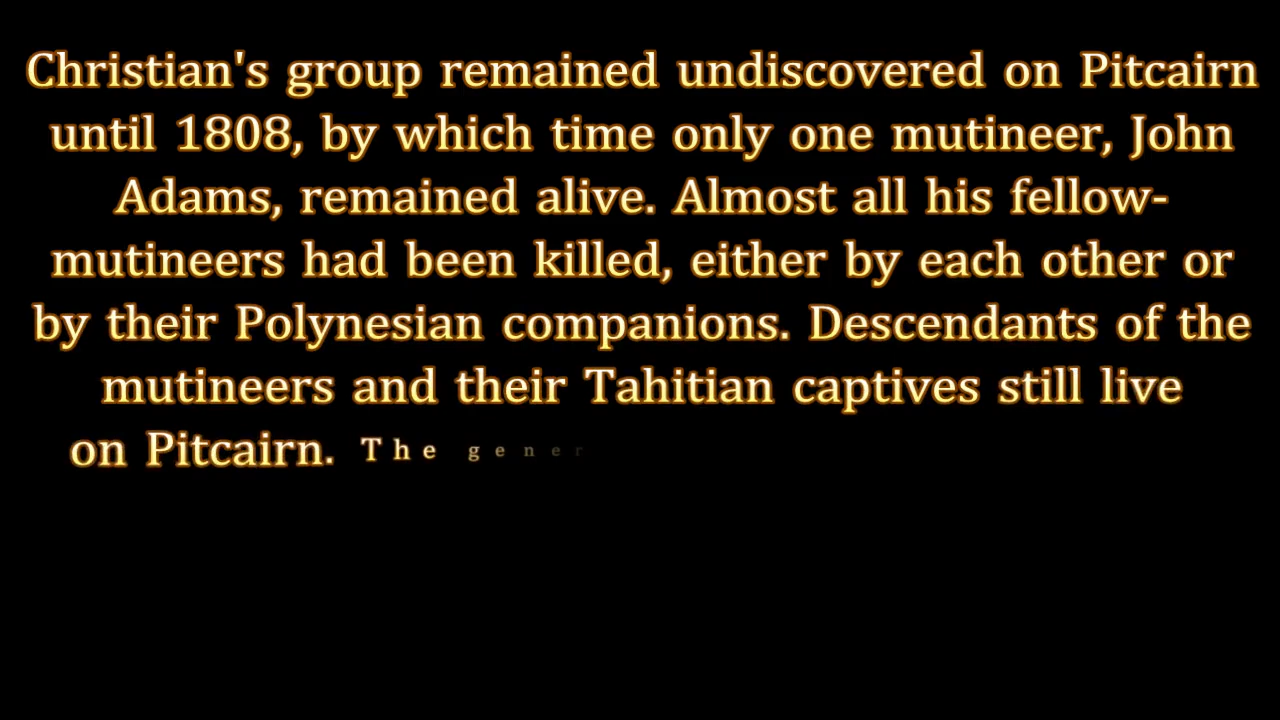 Christian's group remained undiscovered on Pitcairn
until 1808, by which time only one mutineer, John
Adams, remained alive. Almost all his fellow-
mutineers had been killed, either by each other or
by their Polynesian companions. Descendants of the
mutineers and their Tahitian captives still live
on Pitcairn. The gener